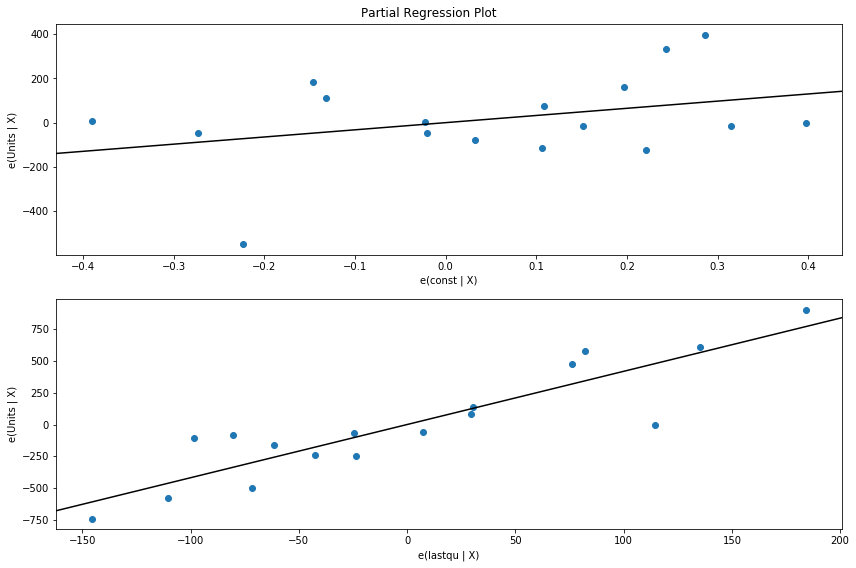 Partial Regression Plot
400
200
0
−200
−400
e(Units | X)
−0.4 −0.3 −0.2 −0.1 0.0 0.1 0.2 0.3 0.4
e(const | X)
750
500
250
0
−250
−500
−750
e(Units | X)
−150 −100 −50 0 50 100 150 200
e(lastqu | X)